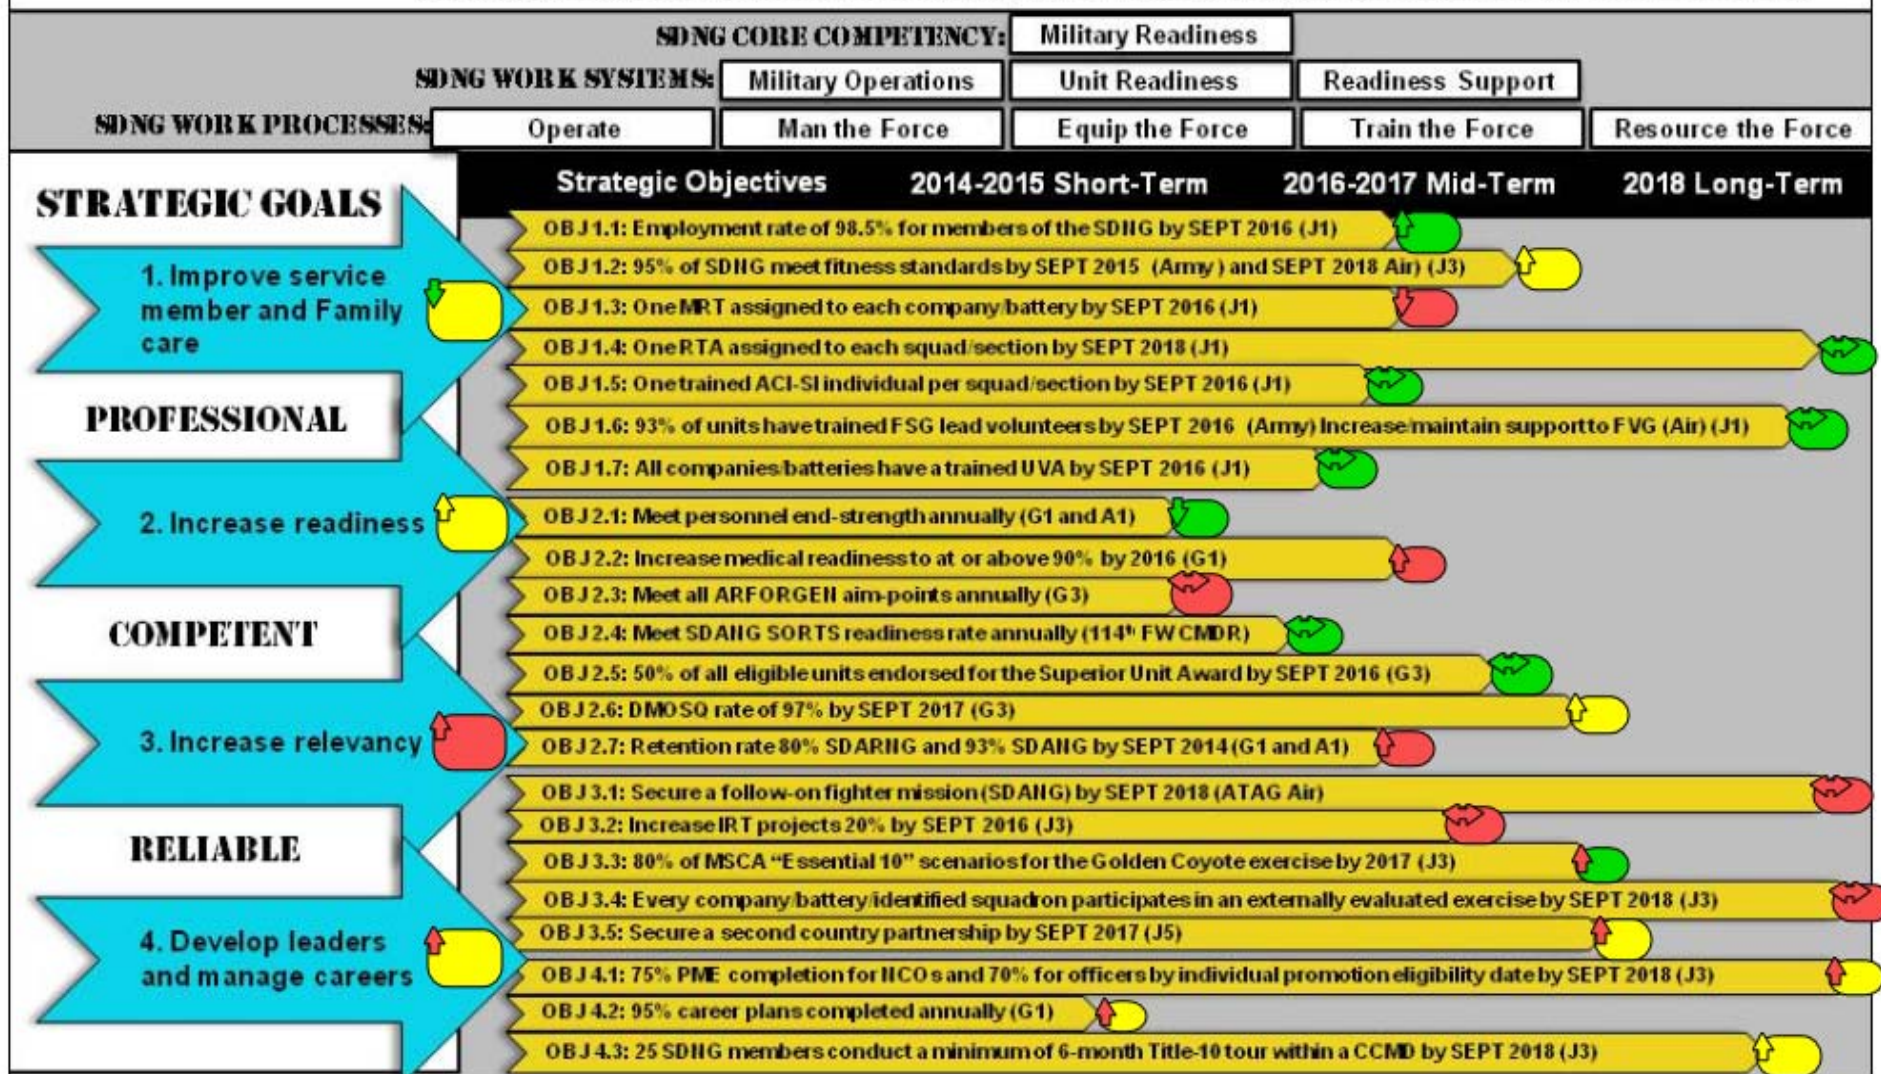 SDNG CORE COMPETENCY: Military Readiness
SDNG WORK SYSTEMS: Military Operations Unit Readiness Readiness Support
SDNG WORK PROCESSES: Operate Man the Force Equip the Force Train the Force Resource the Force
STRATEGIC GOALS
Strategic Objectives 2014-2015 Short-Term 2016-2017 Mid-Term 2018 Long-Term
1. Improve service
member and Family
care
OBJ 1.1: Employment rate of 98.5% for members of the SDNG by SEPT 2016 (J1)
OBJ 1.2: 95% of SDNG meet fitness standards by SEPT 2015 (Army) and SEPT 2018 Air) (J3)
OBJ 1.3: One MRT assigned to each company/battery by SEPT 2016 (J1)
OBJ 1.4: One RTA assigned to each squad/section by SEPT 2018 (J1)
OBJ 1.5: One trained ACI-SI individual per squad/section by SEPT 2016 (J1)
OBJ 1.6: 93% of units have trained FSG lead volunteers by SEPT 2016 (Army) Increase/maintain support to FVG (Air) (J1)
OBJ 1.7: All companies/batteries have a trained UVA by SEPT 2016 (J1)
PROFESSIONAL
2. Increase readiness
OBJ 2.1: Meet personnel end-strength annually (G1 and A1)
OBJ 2.2: Increase medical readiness to at or above 90% by 2016 (G1)
OBJ 2.3: Meet all ARFORGEN aim-points annually (G3)
OBJ 2.4: Meet SDANG SORTS readiness rate annually (114th FW CMDR)
OBJ 2.5: 50% of all eligible units endorsed for the Superior Unit Award by SEPT 2016 (G3)
OBJ 2.6: DMOSQ rate of 97% by SEPT 2017 (G3)
OBJ 2.7: Retention rate 80% SDARNG and 93% SDANG by SEPT 2014 (G1 and A1)
COMPETENT
3. Increase relevancy
OBJ 3.1: Secure a follow-on fighter mission (SDANG) by SEPT 2018 (ATAG Air)
OBJ 3.2: Increase IRT projects 20% by SEPT 2016 (J3)
OBJ 3.3: 80% of MSCA “Essential 10” scenarios for the Golden Coyote exercise by 2017 (J3)
OBJ 3.4: Every company/battery/identified squadron participates in an externally evaluated exercise by SEPT 2018 (J3)
OBJ 3.5: Secure a second country partnership by SEPT 2017 (J5)
RELIABLE
4. Develop leaders
and manage careers
OBJ 4.1: 75% PME completion for NCOs and 70% for officers by individual promotion eligibility date by SEPT 2018 (J3)
OBJ 4.2: 95% career plans completed annually (G1)
OBJ 4.3: 25 SDNG members conduct a minimum of 6-month Title-10 tour within a CCMD by SEPT 2018 (J3)